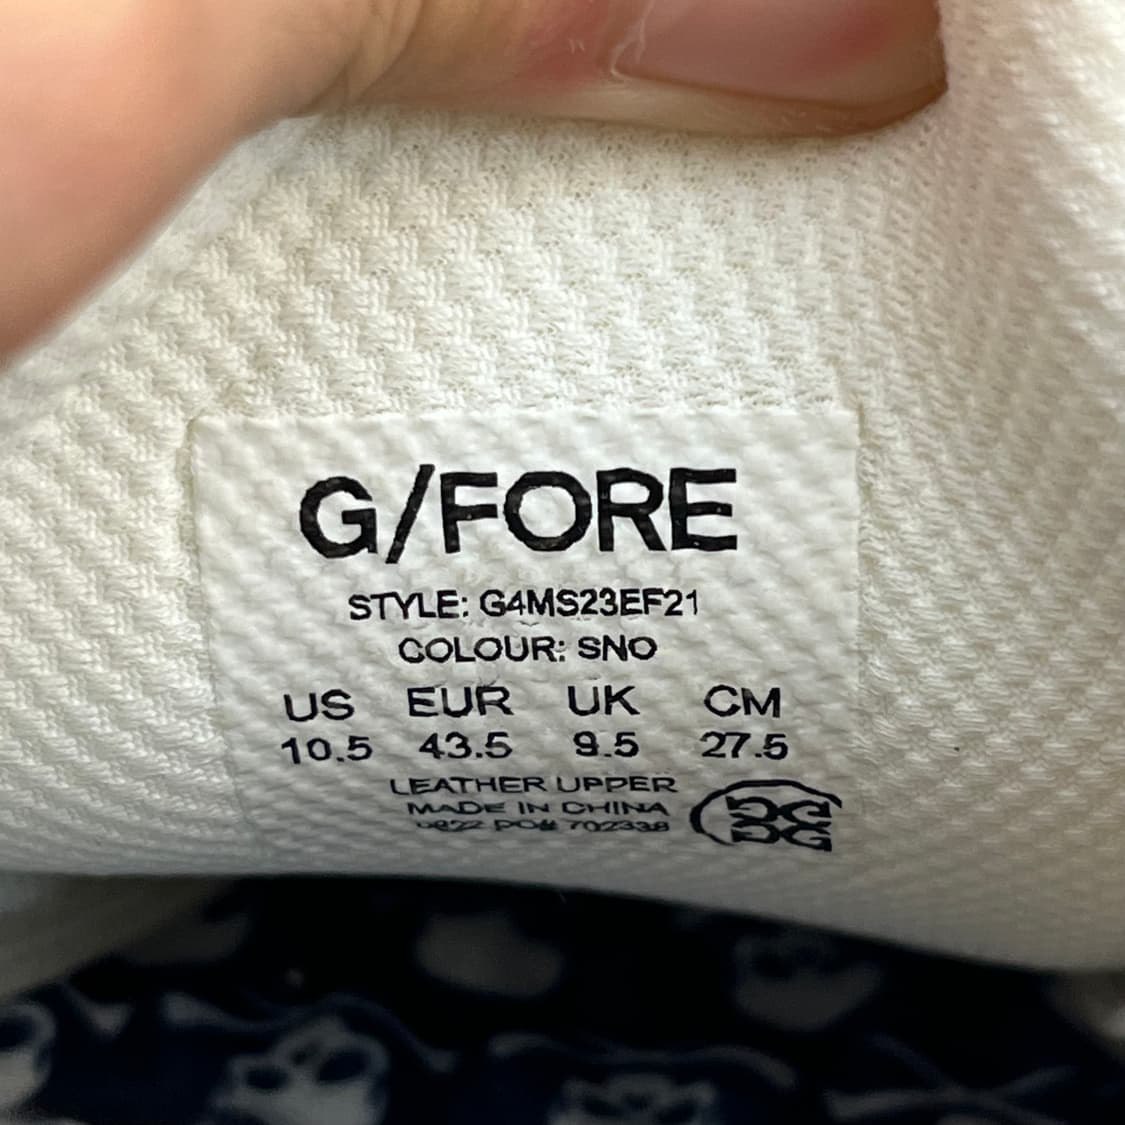 G/FORE
STYLE: G4MS23EF21
COLOUR: SNO
US EUR UK CM
10.5 43.5 9.5 27.5
LEATHER UPPER
MADE IN CHINA
PO# 702338